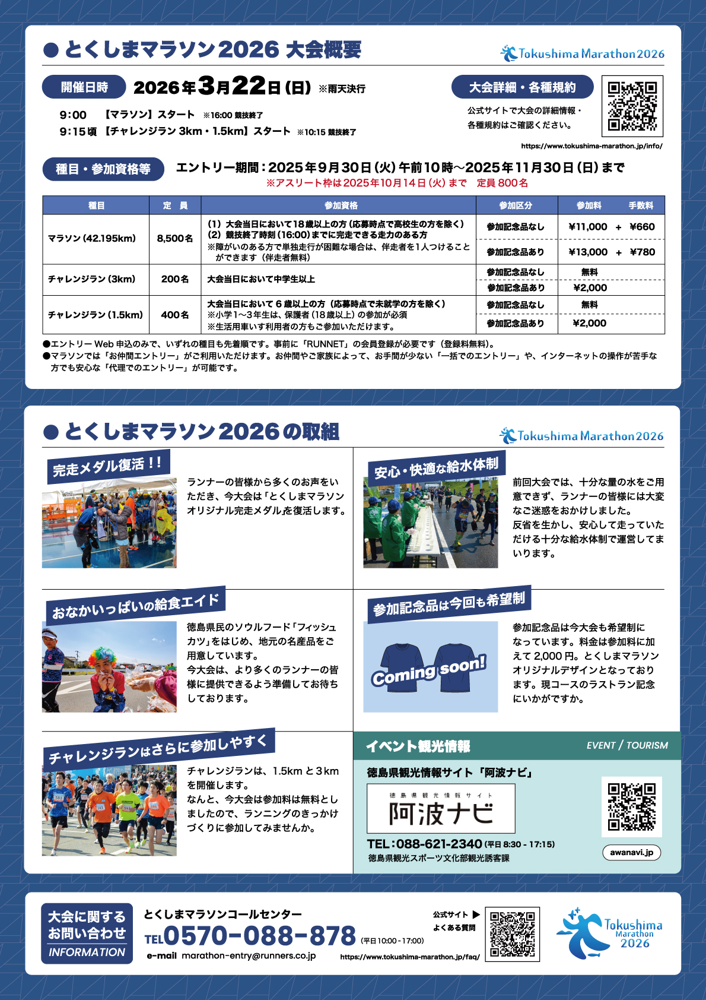 ● とくしまマラソン2026 大会概要
Tokushima Marathon2026
開催日時
2026年3月22日（日） ※雨天決行
9：00 【マラソン】スタート ※16:00 競技終了
9：15頃 【チャレンジラン 3km・1.5km】スタート ※10:15 競技終了
大会詳細・各種規約
公式サイトで大会の詳細情報・
各種規約はご確認ください。
https://www.tokushima-marathon.jp/info/
種目・参加資格等
エントリー期間：2025年9月30日（火）午前10時〜2025年11月30日（日）まで
※アスリート枠は2025年10月14日（火）まで 定員800名
種目 定 員 参加資格 参加区分 参加料 手数料
マラソン（42.195km） 8,500名
（1）大会当日において18歳以上の方（応募時点で高校生の方を除く）
（2）競技終了時刻（16:00）までに完走できる走力のある方
※障がいのある方で単独走行が困難な場合は、伴走者を1人つけること
ができます（伴走者無料）
参加記念品なし ¥11,000 + ¥660
参加記念品あり ¥13,000 + ¥780
チャレンジラン（3km） 200名 大会当日において中学生以上
参加記念品なし 無料
参加記念品あり ¥2,000
チャレンジラン（1.5km） 400名
大会当日において 6 歳以上の方（応募時点で未就学の方を除く）
※小学1〜3年生は、保護者（18歳以上）の参加が必須
※生活用車いす利用者の方もご参加いただけます。
参加記念品なし 無料
参加記念品あり ¥2,000
●エントリー Web 申込のみで、いずれの種目も先着順です。事前に「RUNNET」の会員登録が必要です（登録料無料）。
●マラソンでは「お仲間エントリー」がご利用いただけます。お仲間やご家族によって、お手間が少ない「一括でのエントリー」や、インターネットの操作が苦手な
方でも安心な「代理でのエントリー」が可能です。
● とくしまマラソン2026の取組
Tokushima Marathon2026
完走メダル復活！！
ランナーの皆様から多くのお声をい
ただき、今大会は「とくしまマラソン
オリジナル完走メダル」を復活します。
安心・快適な給水体制
前回大会では、十分な量の水をご用
意できず、ランナーの皆様には大変
なご迷惑をおかけしました。
反省を生かし、安心して走っていた
だける十分な給水体制で運営してま
いります。
おなかいっぱいの給食エイド
徳島県民のソウルフード「フィッシュ
カツ」をはじめ、地元の名産品をご
用意しています。
今大会は、より多くのランナーの皆
様に提供できるよう準備してお待ち
しております。
参加記念品は今回も希望制
Coming soon!
参加記念品は今大会も希望制に
なっています。料金は参加料に加
えて 2,000 円。とくしまマラソン
オリジナルデザインとなっており
ます。現コースのラストラン記念
にいかがですか。
チャレンジランはさらに参加しやすく
チャレンジランは、1.5km と 3km
を開催します。
なんと、今大会は参加料は無料とし
ましたので、ランニングのきっかけ
づくりに参加してみませんか。
イベント観光情報
EVENT / TOURISM
徳島県観光情報サイト「阿波ナビ」
徳島県観光情報サイト
阿波ナビ
TEL：088-621-2340（平日8:30 - 17:15）
徳島県観光スポーツ文化部観光誘客課
awanavi.jp
大会に関する
お問い合わせ
INFORMATION
とくしまマラソンコールセンター
TEL0570-088-878（平日10:00 - 17:00）
e-mail marathon-entry@runners.co.jp
公式サイト ▶
よくある質問
https://www.tokushima-marathon.jp/faq/
Tokushima
Marathon
2026